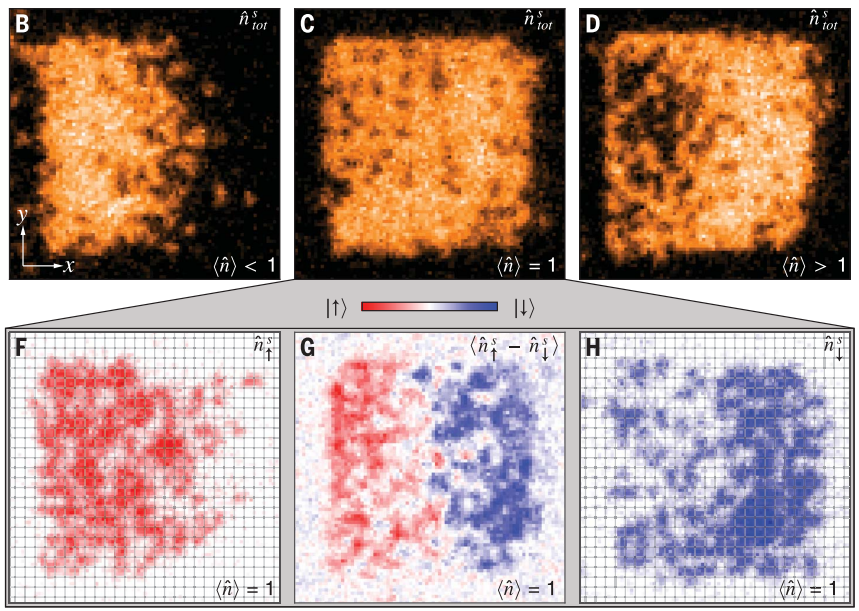 B n̂ˢₜₒₜ
C n̂ˢₜₒₜ
D n̂ˢₜₒₜ
y
x
⟨n̂⟩ < 1
⟨n̂⟩ = 1
⟨n̂⟩ > 1
|↑⟩ |↓⟩
F n̂ˢ↑
G ⟨n̂ˢ↑ − n̂ˢ↓⟩
H n̂ˢ↓
⟨n̂⟩ = 1
⟨n̂⟩ = 1
⟨n̂⟩ = 1